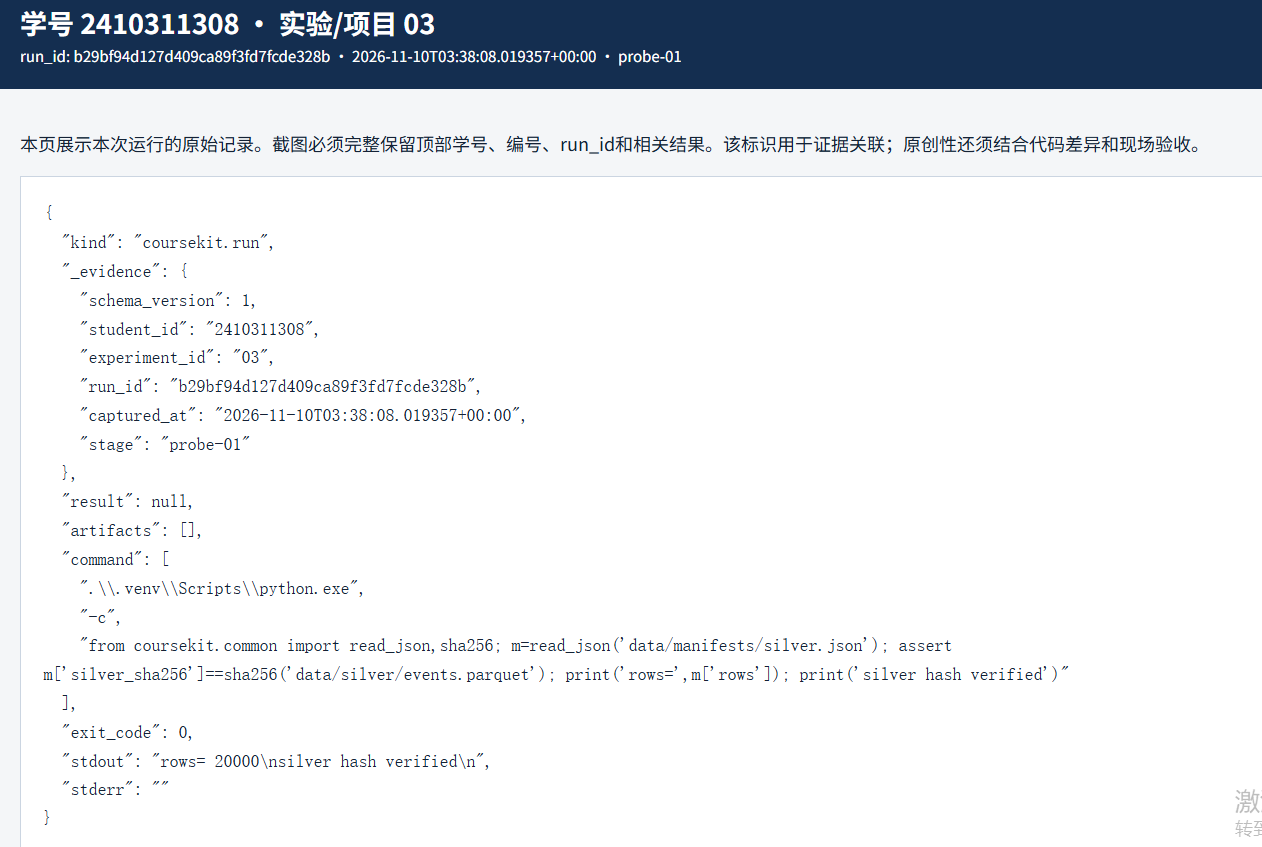 学号 2410311308 · 实验/项目 03
run_id: b29bf94d127d409ca89f3fd7fcde328b · 2026-11-10T03:38:08.019357+00:00 · probe-01
本页展示本次运行的原始记录。截图必须完整保留顶部学号、编号、run_id和相关结果。该标识用于证据关联；原创性还须结合代码差异和现场验收。
{
"kind": "coursekit.run",
"_evidence": {
"schema_version": 1,
"student_id": "2410311308",
"experiment_id": "03",
"run_id": "b29bf94d127d409ca89f3fd7fcde328b",
"captured_at": "2026-11-10T03:38:08.019357+00:00",
"stage": "probe-01"
},
"result": null,
"artifacts": [],
"command": [
".\\.venv\\Scripts\\python.exe",
"-c",
"from coursekit.common import read_json,sha256; m=read_json('data/manifests/silver.json'); assert
m['silver_sha256']==sha256('data/silver/events.parquet'); print('rows=',m['rows']); print('silver hash verified')"
],
"exit_code": 0,
"stdout": "rows= 20000\nsilver hash verified\n",
"stderr": ""
}
激
转到